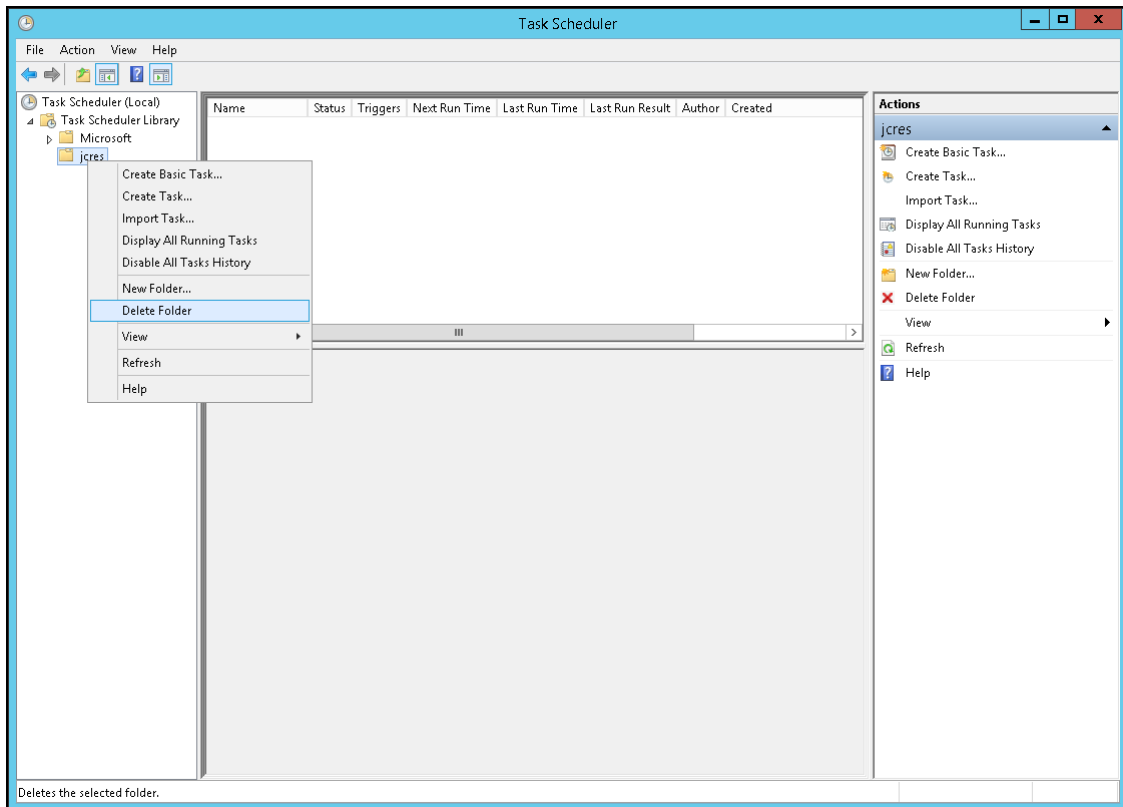 Task Scheduler
File Action View Help
Task Scheduler (Local)
Task Scheduler Library
Microsoft
jcres
Create Basic Task...
Create Task...
Import Task...
Display All Running Tasks
Disable All Tasks History
New Folder...
Delete Folder
View
Refresh
Help
Name Status Triggers Next Run Time Last Run Time Last Run Result Author Created
Actions
jcres
Create Basic Task...
Create Task...
Import Task...
Display All Running Tasks
Disable All Tasks History
New Folder...
Delete Folder
View
Refresh
Help
Deletes the selected folder.